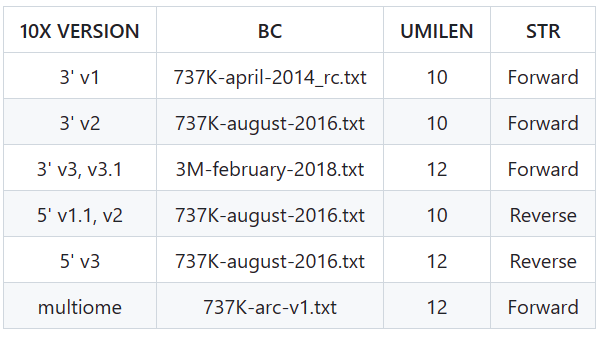 10X VERSION BC UMILEN STR
3' v1 737K-april-2014_rc.txt 10 Forward
3' v2 737K-august-2016.txt 10 Forward
3' v3, v3.1 3M-february-2018.txt 12 Forward
5' v1.1, v2 737K-august-2016.txt 10 Reverse
5' v3 737K-august-2016.txt 12 Reverse
multiome 737K-arc-v1.txt 12 Forward